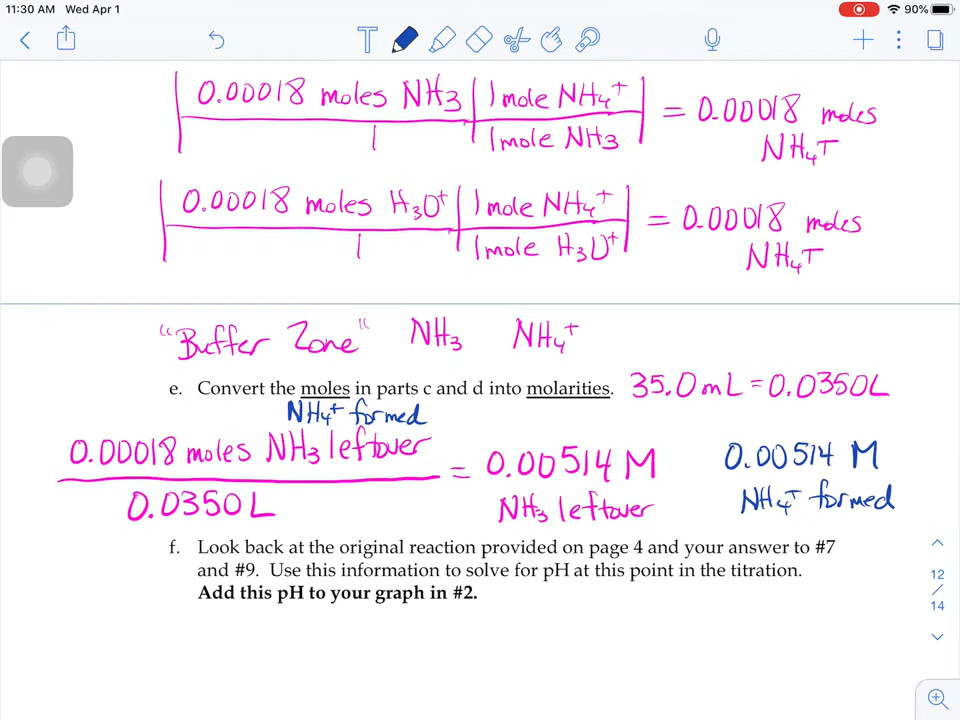 11:30 AM Wed Apr 1
90%
T
0.00018 moles NH3 | 1 mole NH4+ = 0.00018 moles
1 | 1 mole NH3 NH4+
0.00018 moles H3O+ | 1 mole NH4+ = 0.00018 moles
1 | 1 mole H3O+ NH4+
"Buffer Zone" NH3 NH4+
e. Convert the moles in parts c and d into molarities. 35.0 mL = 0.0350L
NH4+ formed
0.00018 moles NH3 leftover = 0.00514 M 0.00514 M
0.0350 L NH3 leftover NH4+ formed
f. Look back at the original reaction provided on page 4 and your answer to #7
and #9. Use this information to solve for pH at this point in the titration.
Add this pH to your graph in #2.
12
/
14